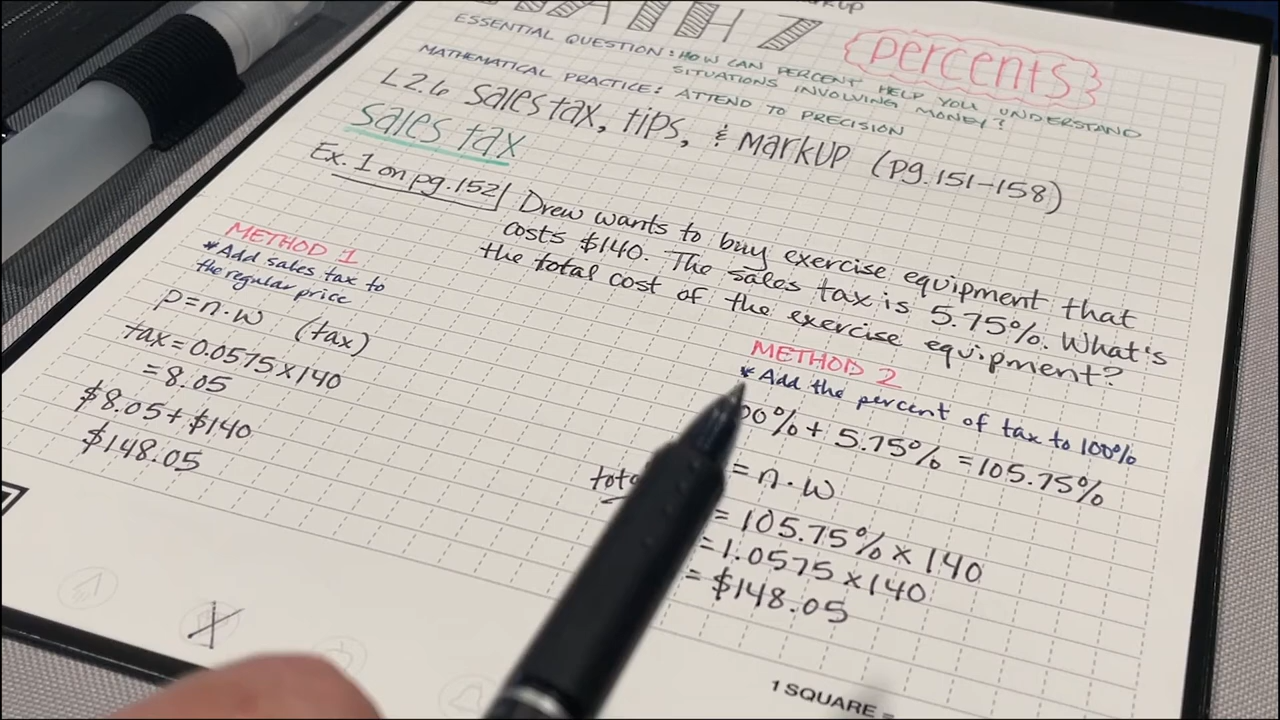 MATH 7
markup
percents
ESSENTIAL QUESTION: HOW CAN PERCENT HELP YOU UNDERSTAND
SITUATIONS INVOLVING MONEY?
MATHEMATICAL PRACTICE: ATTEND TO PRECISION
L 2.6 sales tax, tips, & markup (pg. 151-158)
sales tax
Ex. 1 on pg. 152
Drew wants to buy exercise equipment that
costs $140. The sales tax is 5.75%. What's
the total cost of the exercise equipment?
METHOD 1
*Add sales tax to
the regular price
p=n·w (tax)
tax=0.0575×140
=8.05
$8.05+$140
$148.05
METHOD 2
*Add the percent of tax to 100%
00%+ 5.75% =105.75%
=n·w
= 105.75%×140
=1.0575×140
= $148.05
1 SQUARE =